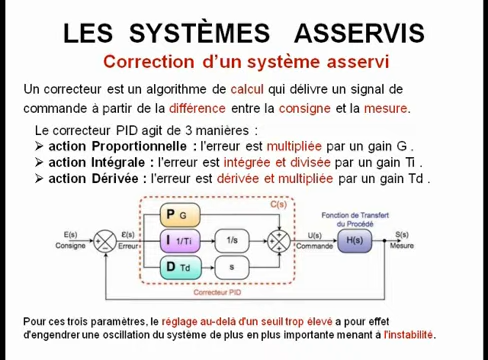 LES SYSTÈMES ASSERVIS
Correction d'un système asservi
Un correcteur est un algorithme de calcul qui délivre un signal de
commande à partir de la différence entre la consigne et la mesure.
Le correcteur PID agit de 3 manières :
➢ action Proportionnelle : l'erreur est multipliée par un gain G .
➢ action Intégrale : l'erreur est intégrée et divisée par un gain Ti .
➢ action Dérivée : l'erreur est dérivée et multipliée par un gain Td .
C(s)
P G
Fonction de Transfert
du Procédé
E(s)
Consigne
Ɛ(s)
Erreur
I 1/Ti
1/s
U(s)
Commande
H(s)
S(s)
Mesure
D Td
s
Correcteur PID
Pour ces trois paramètres, le réglage au-delà d'un seuil trop élevé a pour effet
d'engendrer une oscillation du système de plus en plus importante menant à l'instabilité.